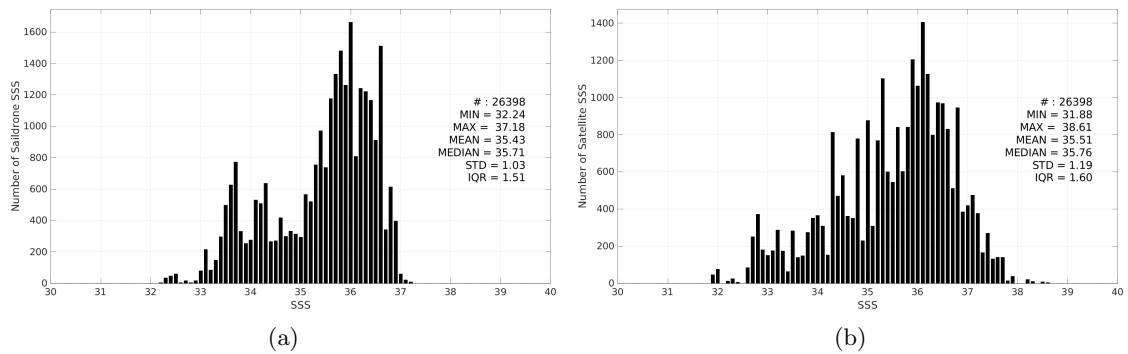 1600
1400
1200
1000
800
600
400
200
0
Number of Saildrone SSS
# : 26398
MIN = 32.24
MAX = 37.18
MEAN = 35.43
MEDIAN = 35.71
STD = 1.03
IQR = 1.51
30 31 32 33 34 35 36 37 38 39 40
SSS
(a)
1400
1200
1000
800
600
400
200
0
Number of Satellite SSS
# : 26398
MIN = 31.88
MAX = 38.61
MEAN = 35.51
MEDIAN = 35.76
STD = 1.19
IQR = 1.60
30 31 32 33 34 35 36 37 38 39 40
SSS
(b)